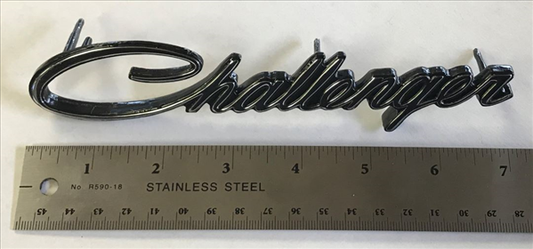 Challenger
1 2 3 4 5 6 7
No R590-18 STAINLESS STEEL
45 44 43 42 41 40 39 38 37 36 35 34 33 32 31 30 29 28